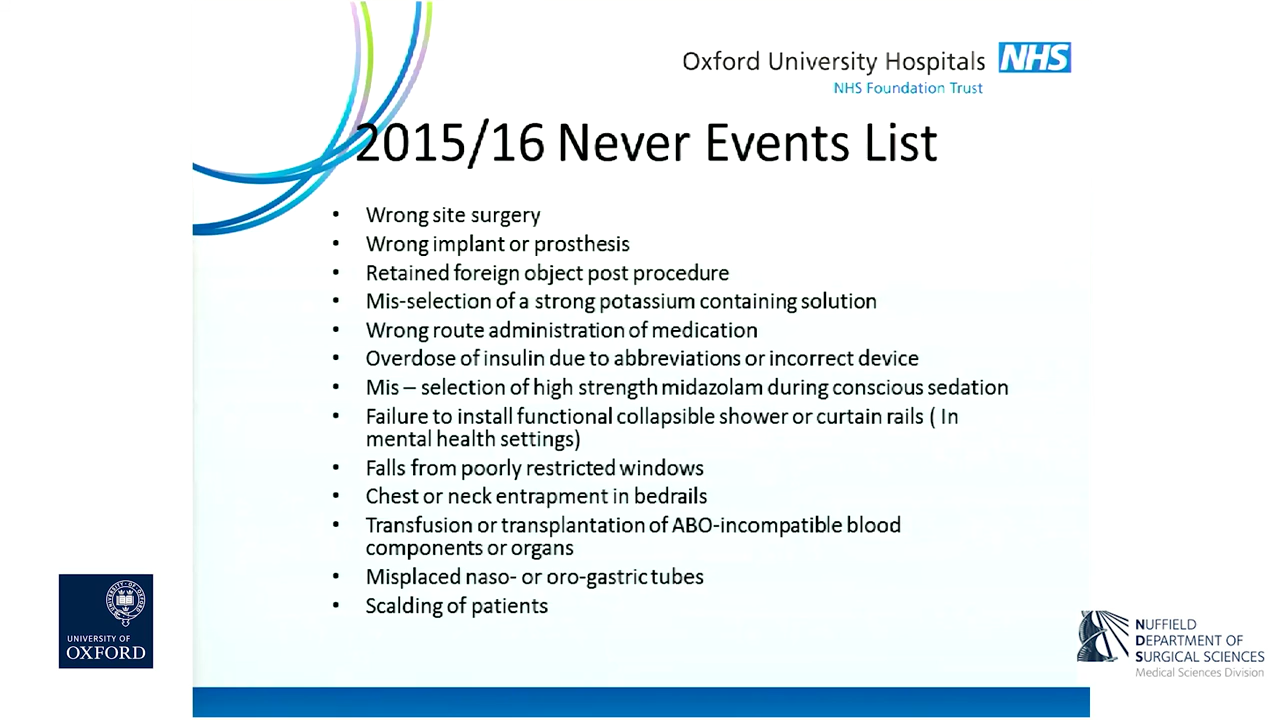 Oxford University Hospitals NHS
NHS Foundation Trust
2015/16 Never Events List
• Wrong site surgery
• Wrong implant or prosthesis
• Retained foreign object post procedure
• Mis-selection of a strong potassium containing solution
• Wrong route administration of medication
• Overdose of insulin due to abbreviations or incorrect device
• Mis – selection of high strength midazolam during conscious sedation
• Failure to install functional collapsible shower or curtain rails ( In
mental health settings)
• Falls from poorly restricted windows
• Chest or neck entrapment in bedrails
• Transfusion or transplantation of ABO-incompatible blood
components or organs
• Misplaced naso- or oro-gastric tubes
• Scalding of patients
UNIVERSITY OF
OXFORD
NUFFIELD
DEPARTMENT OF
SURGICAL SCIENCES
Medical Sciences Division